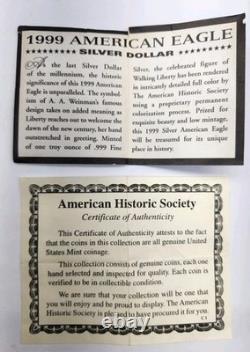 1999 AMERICAN EAGLE
SILVER DOLLAR
As the last Silver Dollar
of the millennium, the historic
significance of this 1999 American
Eagle is unparalleled. The symbol-
ism of A. A. Weinman's famous
design takes on added meaning as
Liberty reaches out to welcome the
dawn of the new century, her hand
outstretched in greeting. Minted
of one troy ounce of .999 Fine
Silver, the celebrated figure of
Walking Liberty has been rendered
in intricately detailed full color by
The American Historic Society
using a proprietary permanent
colorization process. Prized for
exquisite beauty and low mintage,
this 1999 Silver American Eagle
will be treasured for its unique
place in history.
American Historic Society
Certificate of Authenticity
This Certificate of Authenticity attests to the fact
that the coins in this collection are all genuine United
States Mint coinage.
This collection consists of genuine coins, each one
hand selected and inspected for quality. Each coin is
verified to be in collectible condition.
We are sure that your collection will be one that
you will enjoy and be proud to display. The American
Historic Society is pleased to have procured it for you.
C1